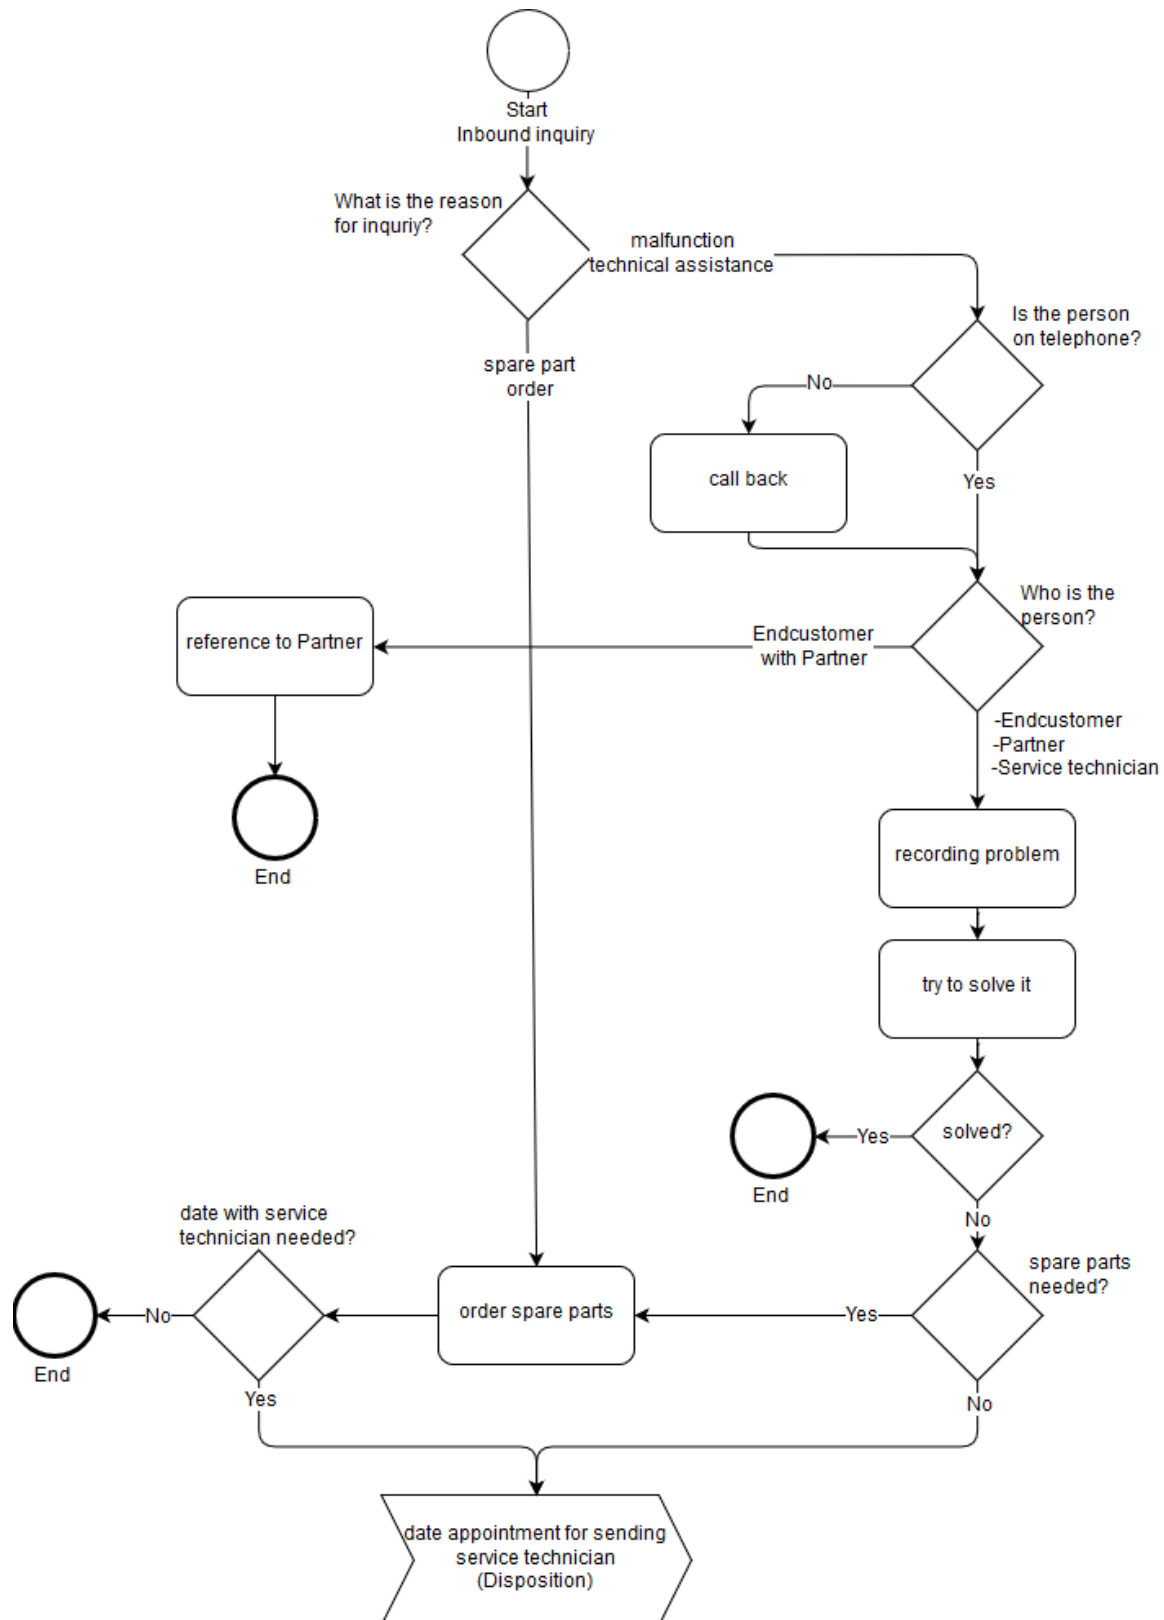 Start
Inbound inquiry
What is the reason
for inquriy?
malfunction
technical assistance
Is the person
on telephone?
spare part
order
No
call back
Yes
Who is the
person?
reference to Partner
Endcustomer
with Partner
-Endcustomer
-Partner
-Service technician
End
recording problem
try to solve it
solved?
Yes
End
No
date with service
technician needed?
spare parts
needed?
order spare parts
Yes
No
End
Yes
No
date appointment for sending
service technician
(Disposition)